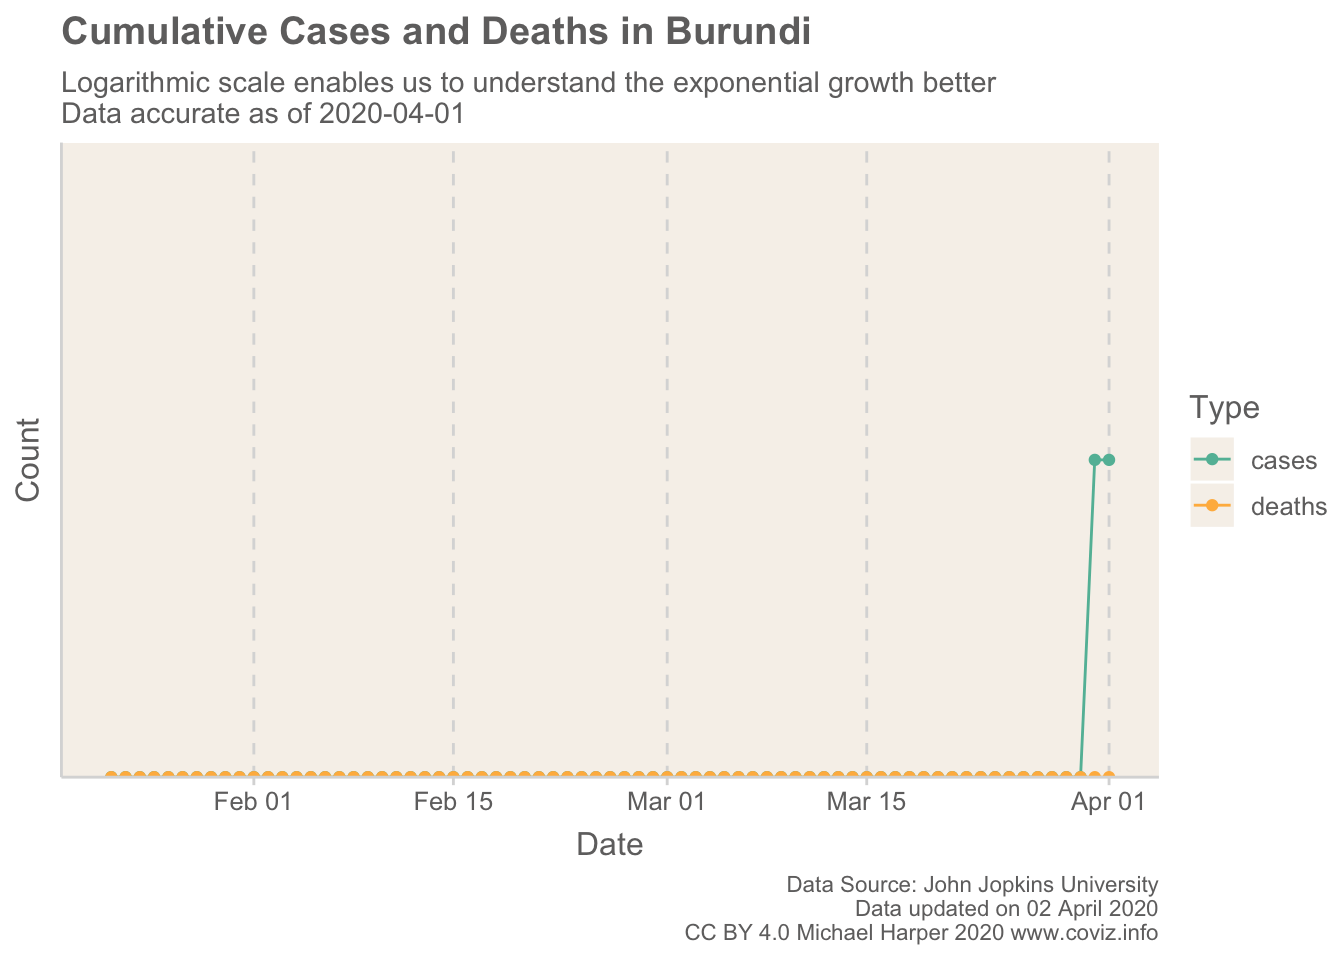 Cumulative Cases and Deaths in Burundi
Logarithmic scale enables us to understand the exponential growth better
Data accurate as of 2020-04-01
Count
Type
cases
deaths
Feb 01
Feb 15
Mar 01
Mar 15
Apr 01
Date
Data Source: John Jopkins University
Data updated on 02 April 2020
CC BY 4.0 Michael Harper 2020 www.coviz.info